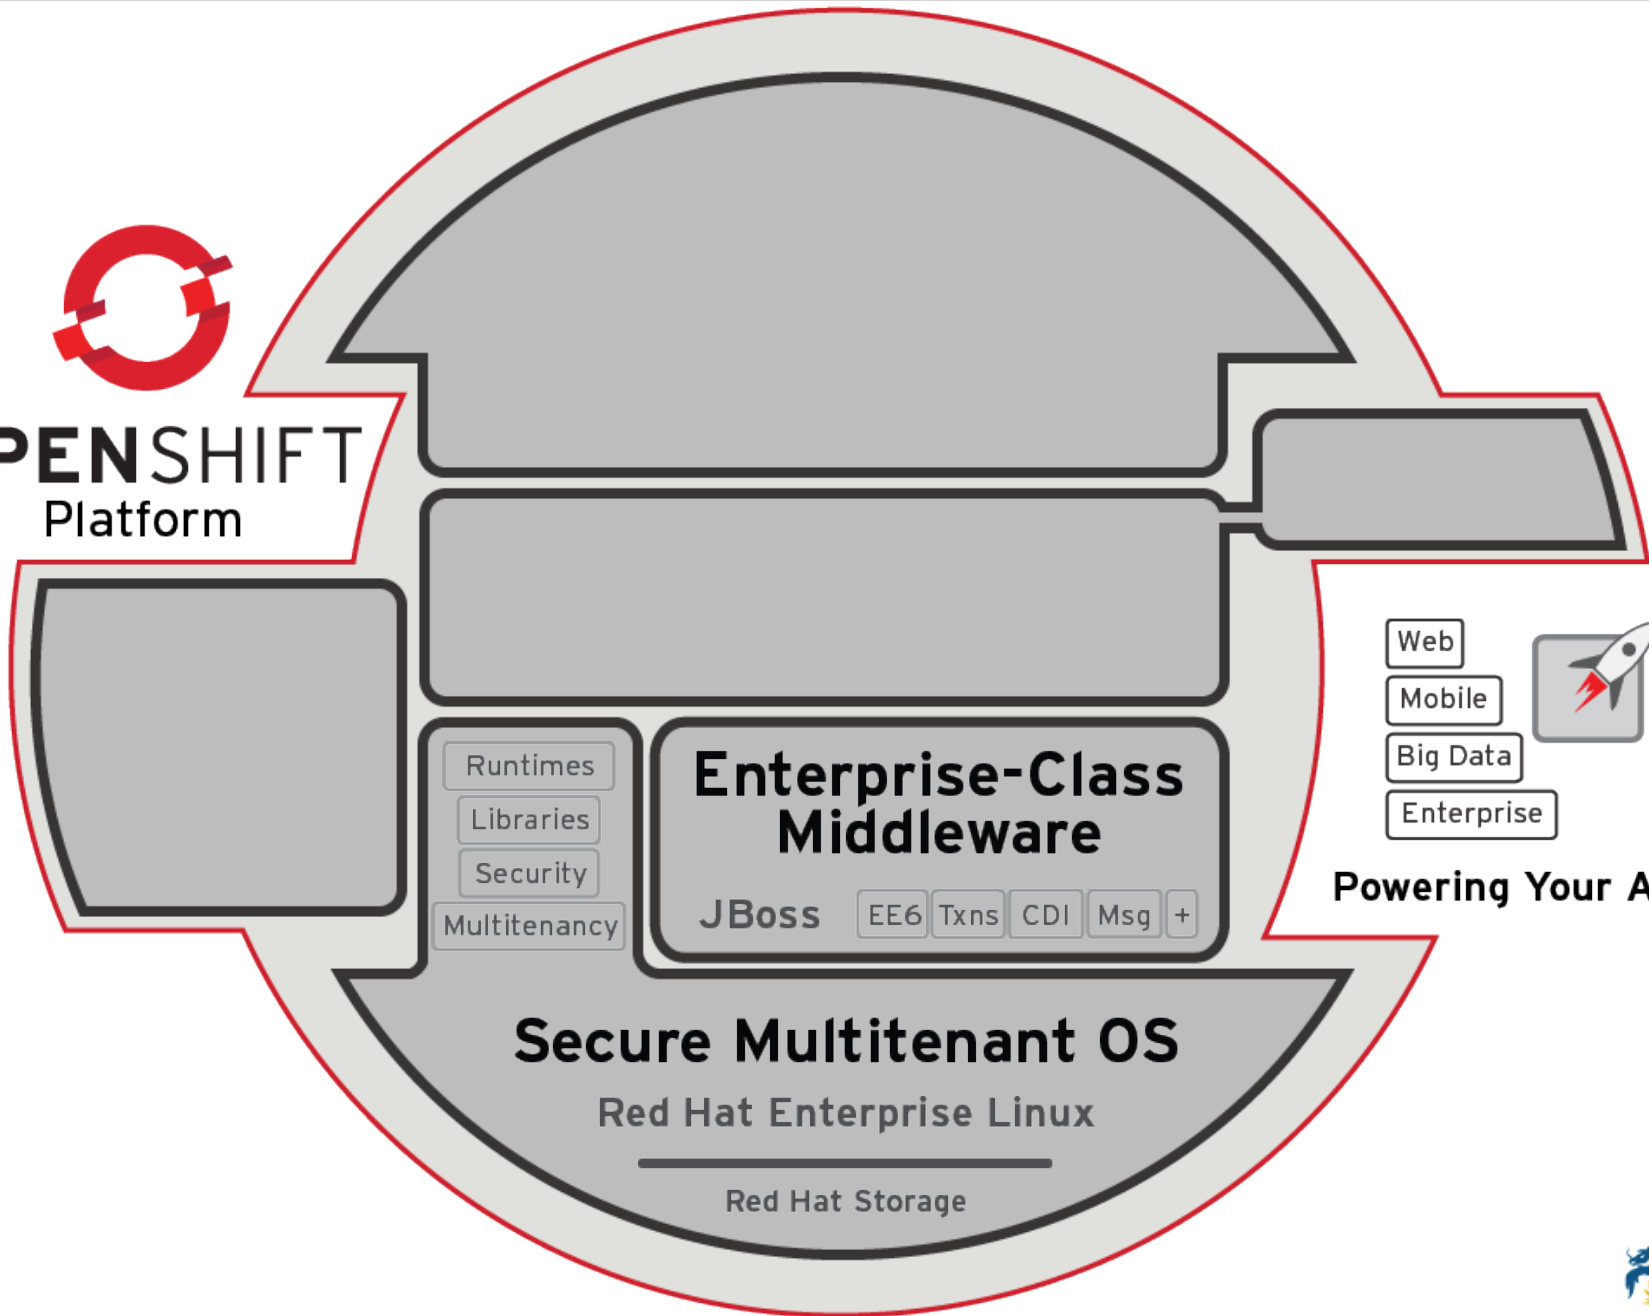 PENSHIFT
Platform
Web
Mobile
Big Data
Enterprise
Powering Your A
Runtimes
Libraries
Security
Multitenancy
Enterprise-Class
Middleware
JBoss EE6 Txns CDI Msg +
Secure Multitenant OS
Red Hat Enterprise Linux
Red Hat Storage